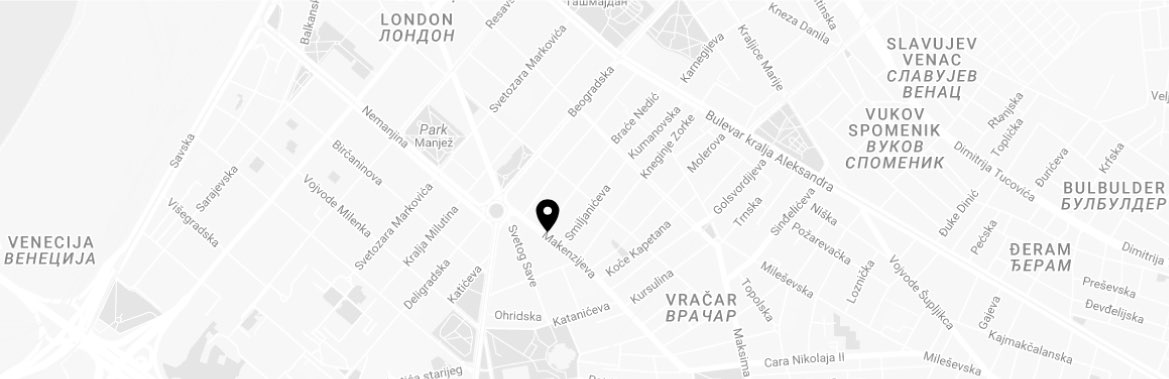 Ташмајдан
LONDON
ЛОНДОН
Kneza Danila
Kraljice Marije
Karnegijeva
Svetozara Markovića
SLAVUJEV
VENAC
СЛАВУЈЕВ
ВЕНАЦ
Beogradska
Braće Nedić
Kumanovska
Kneginje Zorke
Molerova
Bulevar kralja Aleksandra
VUKOV
SPOMENIK
ВУКОВ
СПОМЕНИК
Toplička
Nemanjina
Park
Manjež
Savska
Birčaninova
Dimitrija Tucovića
Đurićeva
Krfska
Sarajevska
Vojvode Milenka
Višegradska
Svetozara Markovića
Kralja Milutina
Smiljanićeva
Golsvordijeva
Trnska
Sinđelićeva
Niška
Požarevačka
Đuke Dinić
Pećska
BULBULDER
БУЛБУЛДЕР
VENECIJA
ВЕНЕЦИЈА
Svetog Save
Makenzijeva
Koče Kapetana
ĐERAM
ЂЕРАМ
Dimitrija
Deligradska
Katićeva
Kursulina
Mileševska
Topolska
Loznička
Vojvode Šupljikca
Preševska
Đevđelijska
Gajeva
VRAČAR
ВРАЧАР
Ohridska
Katanićeva
Maksima
Cara Nikolaja II
Kajmakčalanska
Mileševska